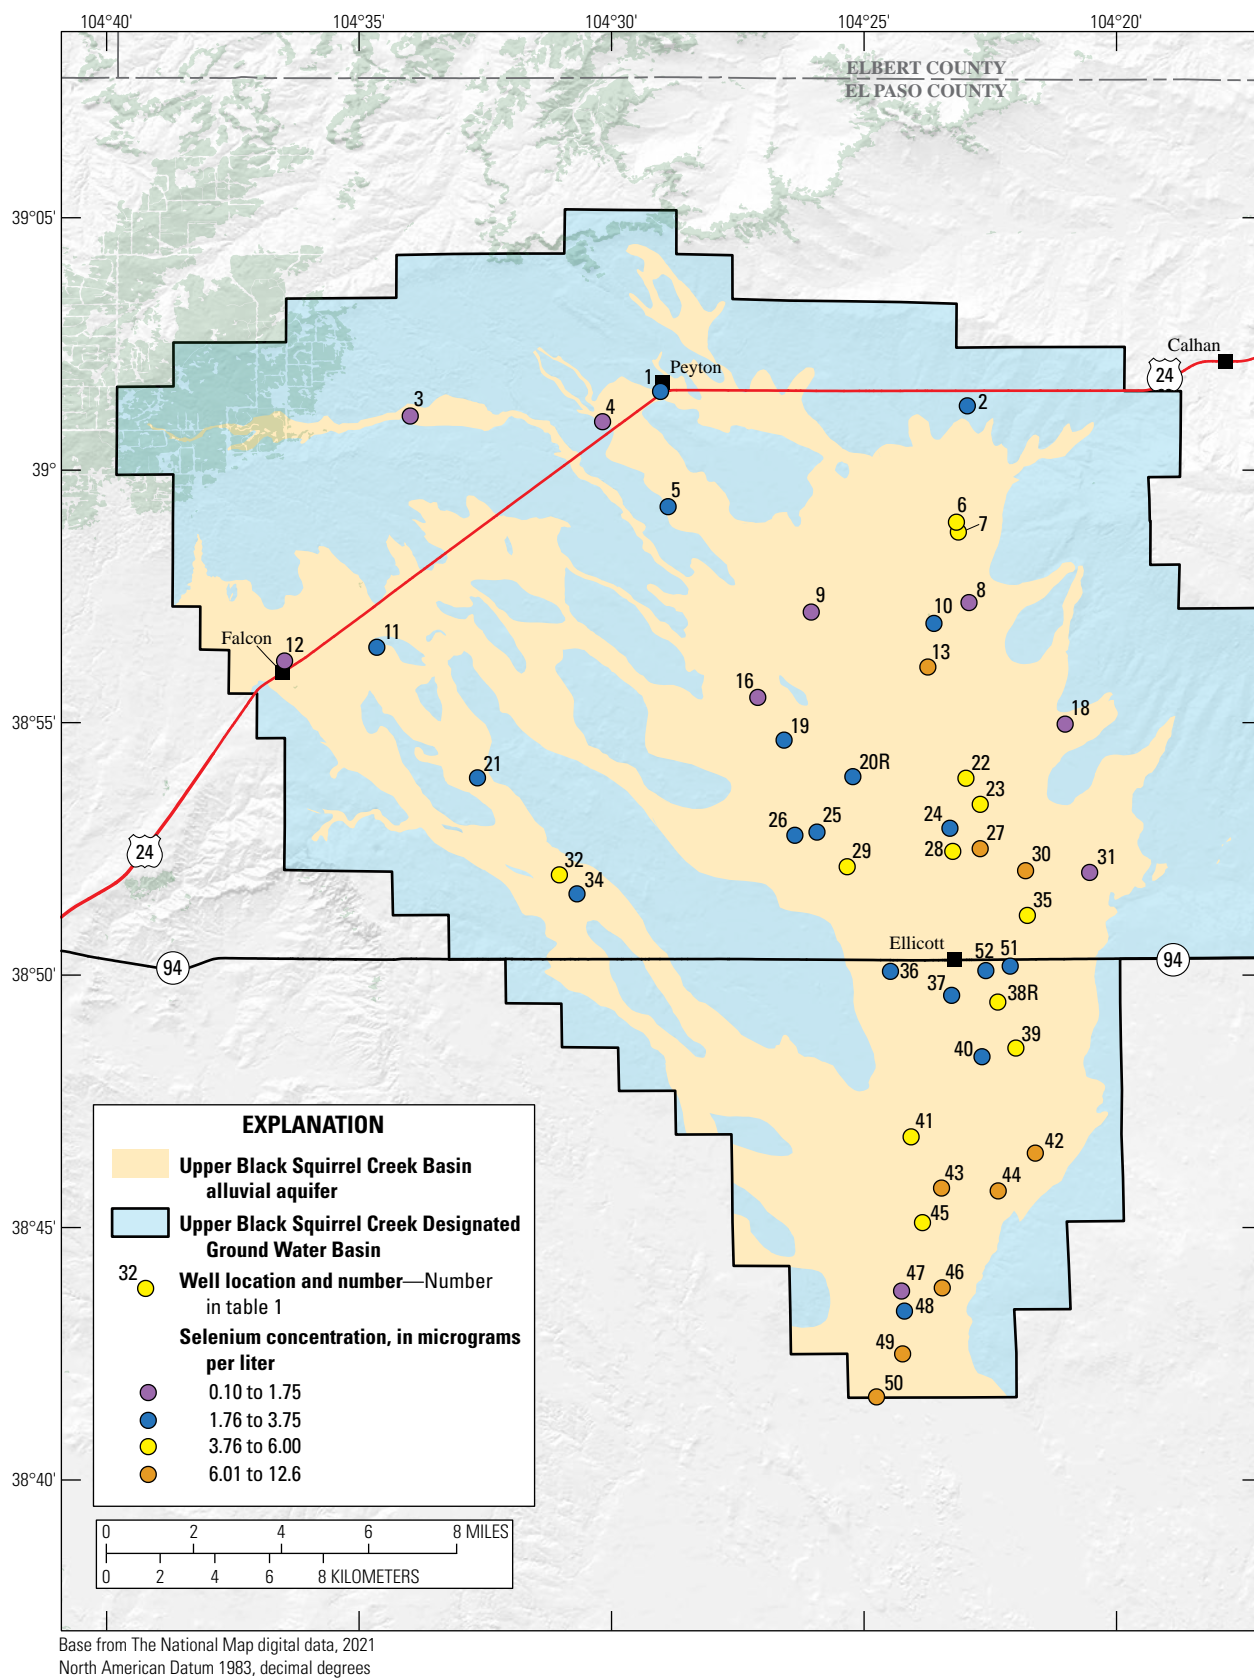 104°40'
104°35'
104°30'
104°25'
104°20'
ELBERT COUNTY
EL PASO COUNTY
39°05'
Calhan
24
Peyton
1
2
3
4
39°
5
6
7
8
9
10
11
Falcon
12
13
16
18
38°55'
19
20R
21
22
23
24
25
26
27
28
29
30
31
24
32
34
35
Ellicott
52
51
94
94
38°50'
36
37
38R
39
40
41
42
43
44
45
38°45'
46
47
48
49
50
38°40'
EXPLANATION
Upper Black Squirrel Creek Basin
alluvial aquifer
Upper Black Squirrel Creek Designated
Ground Water Basin
32
Well location and number—Number
in table 1
Selenium concentration, in micrograms
per liter
0.10 to 1.75
1.76 to 3.75
3.76 to 6.00
6.01 to 12.6
0 2 4 6 8 MILES
0 2 4 6 8 KILOMETERS
Base from The National Map digital data, 2021
North American Datum 1983, decimal degrees